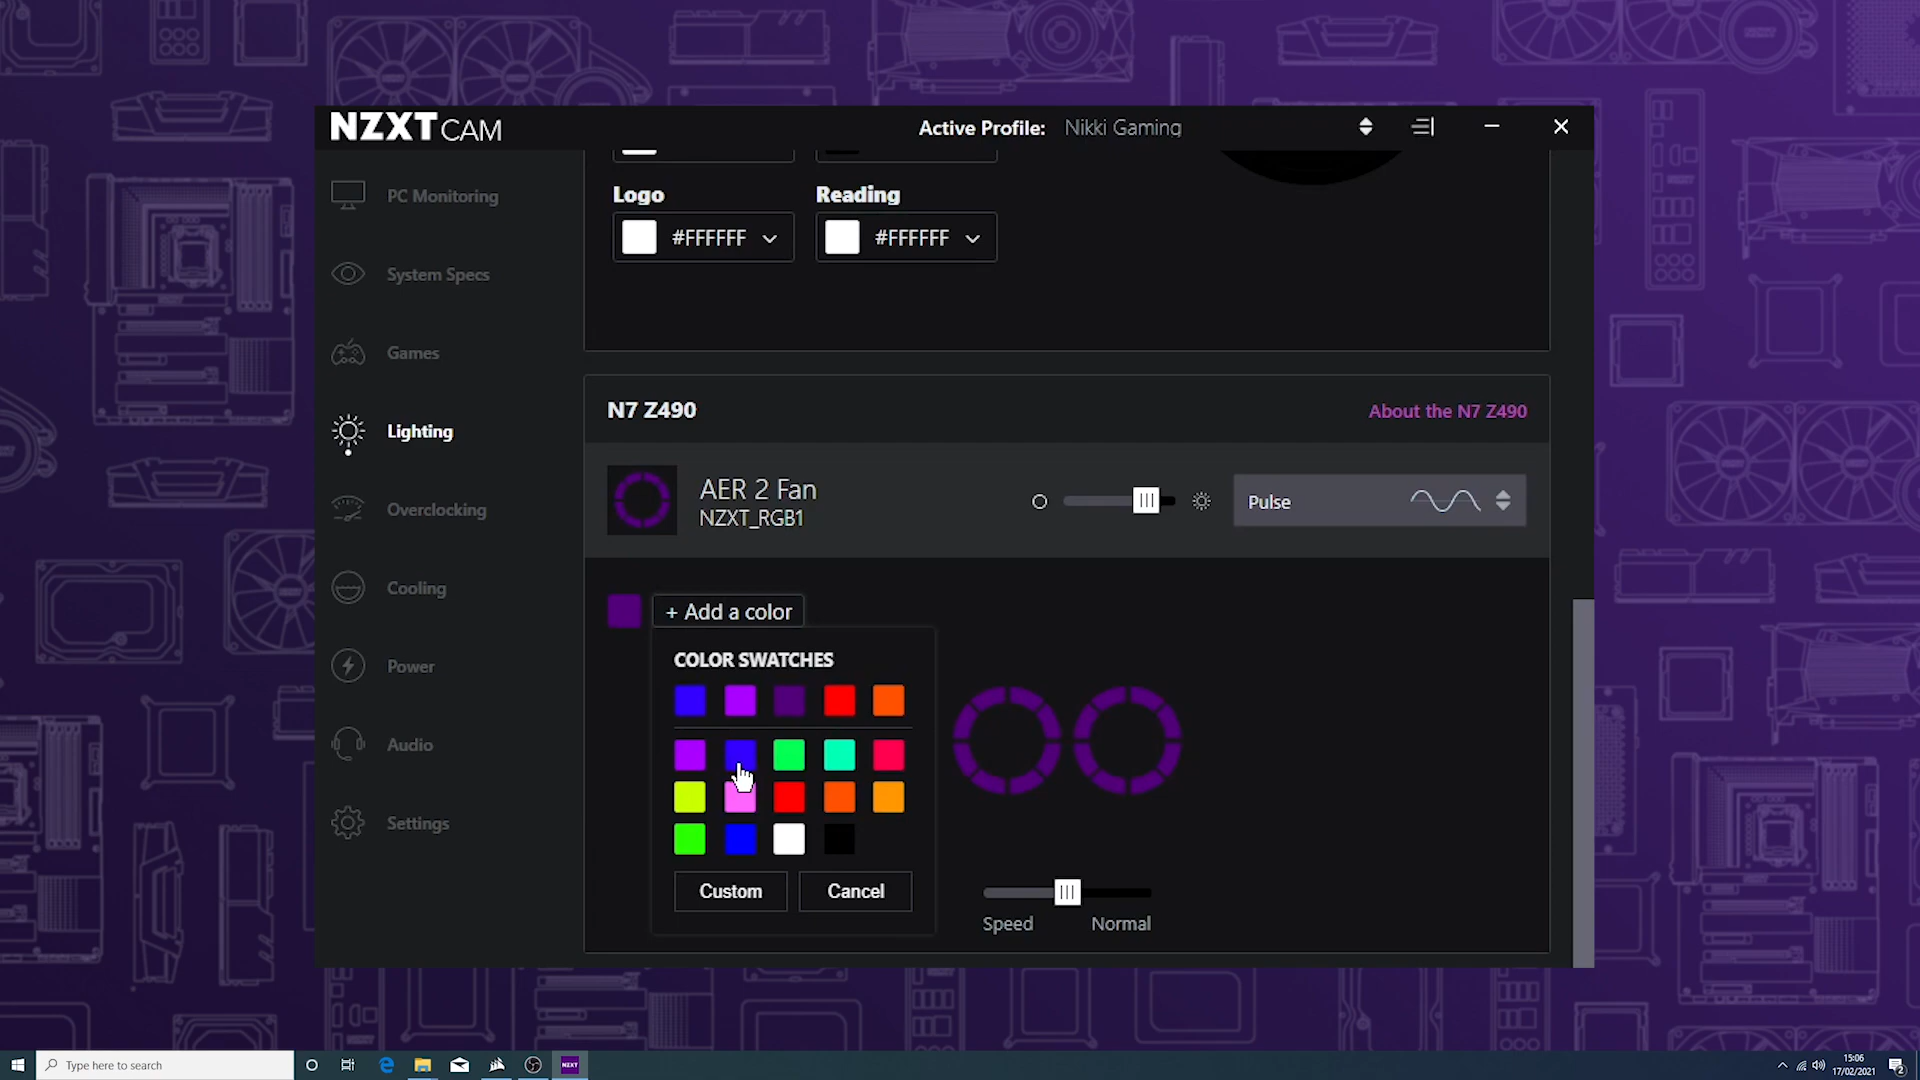 NZXT CAM
Active Profile: Nikki Gaming
PC Monitoring
System Specs
Games
Lighting
Overclocking
Cooling
Power
Audio
Settings
Logo
Reading
#FFFFFF
#FFFFFF
N7 Z490
About the N7 Z490
AER 2 Fan
NZXT_RGB1
Pulse
+ Add a color
COLOR SWATCHES
Custom
Cancel
Speed
Normal
Type here to search
NZXT
15:06
17/02/2021
2